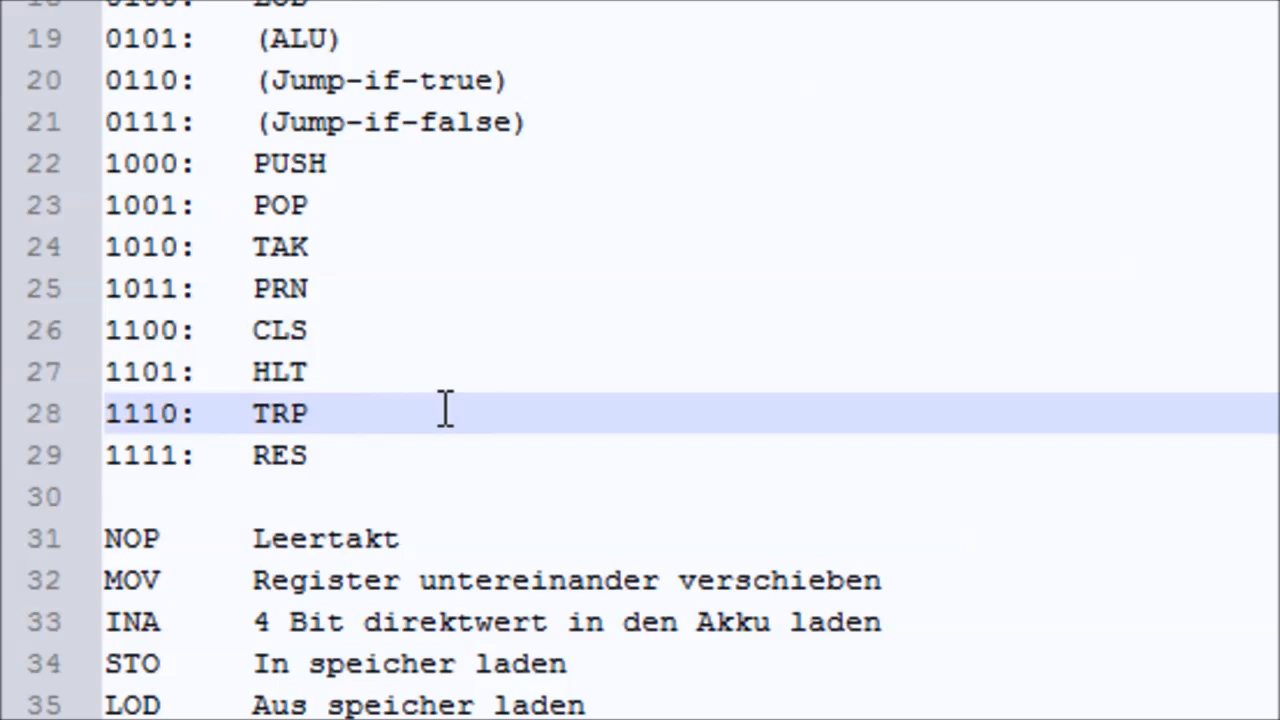 18 0100: LOD
19 0101: (ALU)
20 0110: (Jump-if-true)
21 0111: (Jump-if-false)
22 1000: PUSH
23 1001: POP
24 1010: TAK
25 1011: PRN
26 1100: CLS
27 1101: HLT
28 1110: TRP
29 1111: RES
30
31 NOP Leertakt
32 MOV Register untereinander verschieben
33 INA 4 Bit direktwert in den Akku laden
34 STO In speicher laden
35 LOD Aus speicher laden